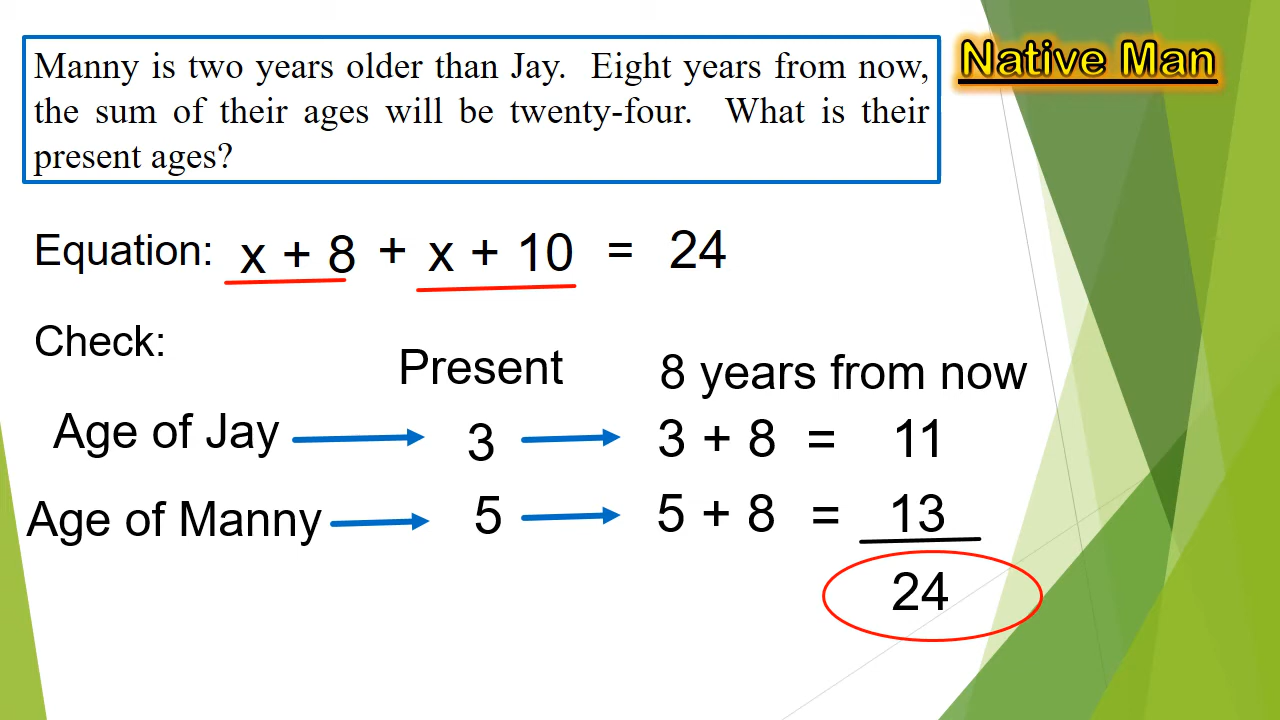 Manny is two years older than Jay. Eight years from now,
the sum of their ages will be twenty-four. What is their
present ages?
Native Man
Equation: x + 8 + x + 10 = 24
Check:
Present 8 years from now
Age of Jay 3 3 + 8 = 11
Age of Manny 5 5 + 8 = 13
24